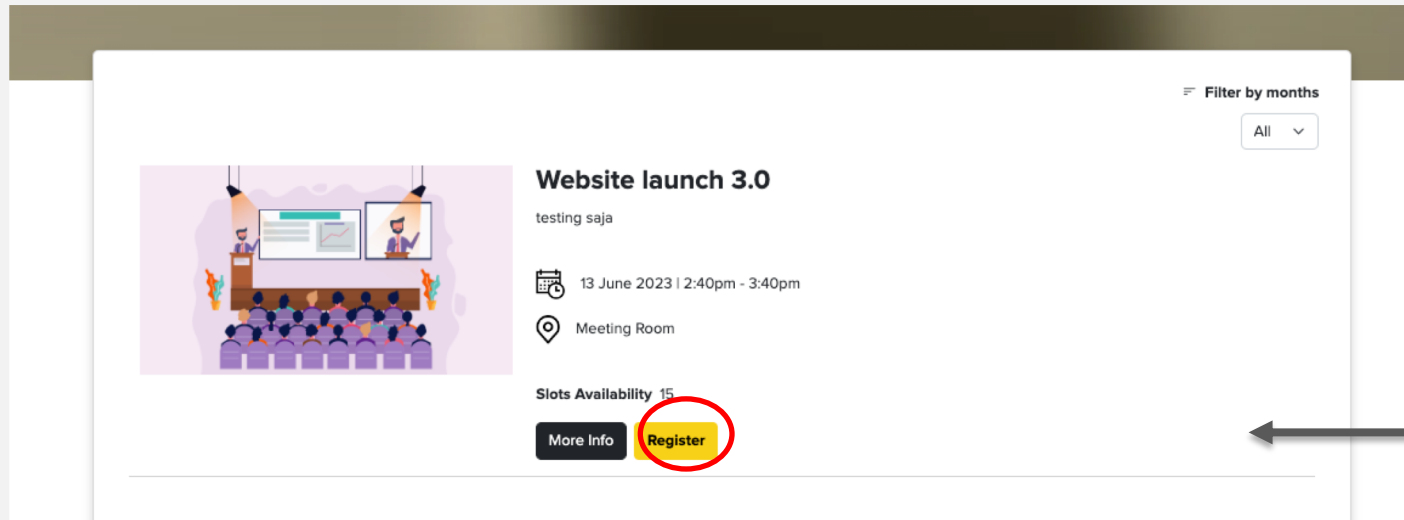 Filter by months
All
Website launch 3.0
testing saja
13 June 2023 | 2:40pm - 3:40pm
Meeting Room
Slots Availability 15
More Info Register